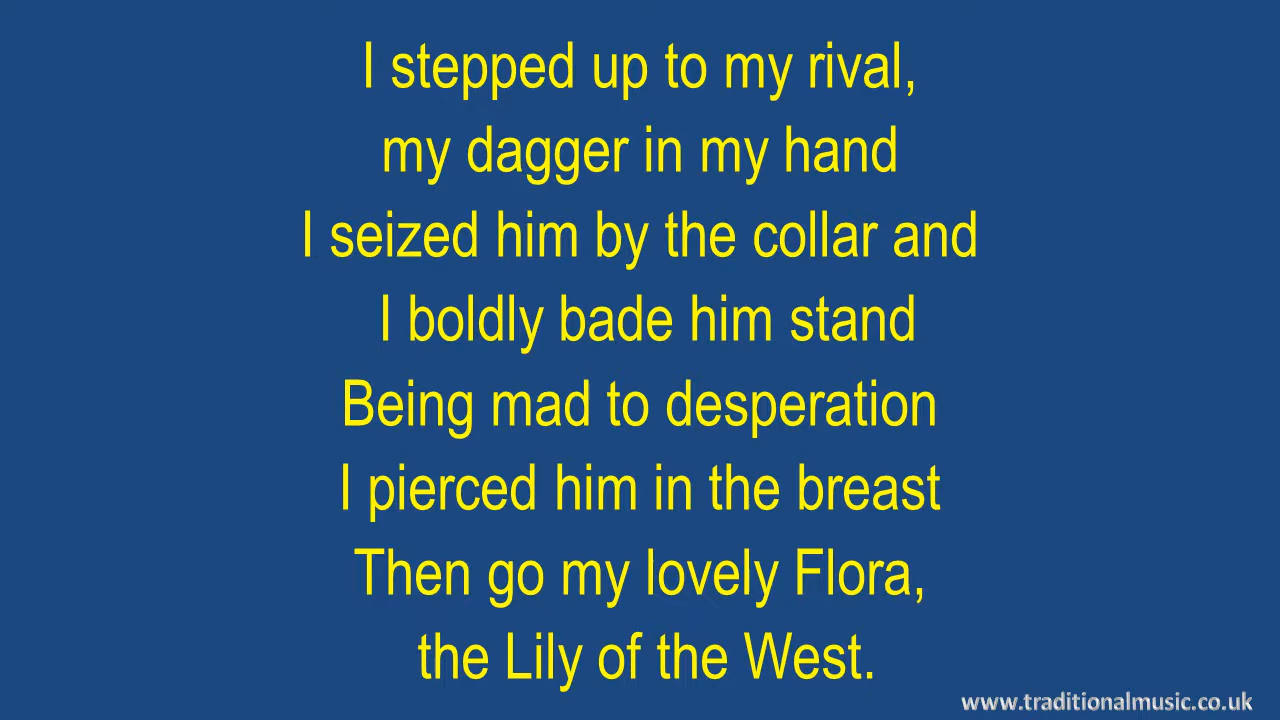 I stepped up to my rival,
my dagger in my hand
I seized him by the collar and
I boldly bade him stand
Being mad to desperation
I pierced him in the breast
Then go my lovely Flora,
the Lily of the West.
www.traditionalmusic.co.uk